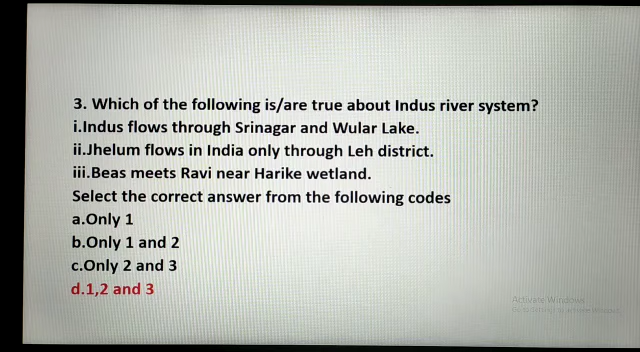 3. Which of the following is/are true about Indus river system?
i.Indus flows through Srinagar and Wular Lake.
ii.Jhelum flows in India only through Leh district.
iii.Beas meets Ravi near Harike wetland.
Select the correct answer from the following codes
a.Only 1
b.Only 1 and 2
c.Only 2 and 3
d.1,2 and 3
Activate Windows